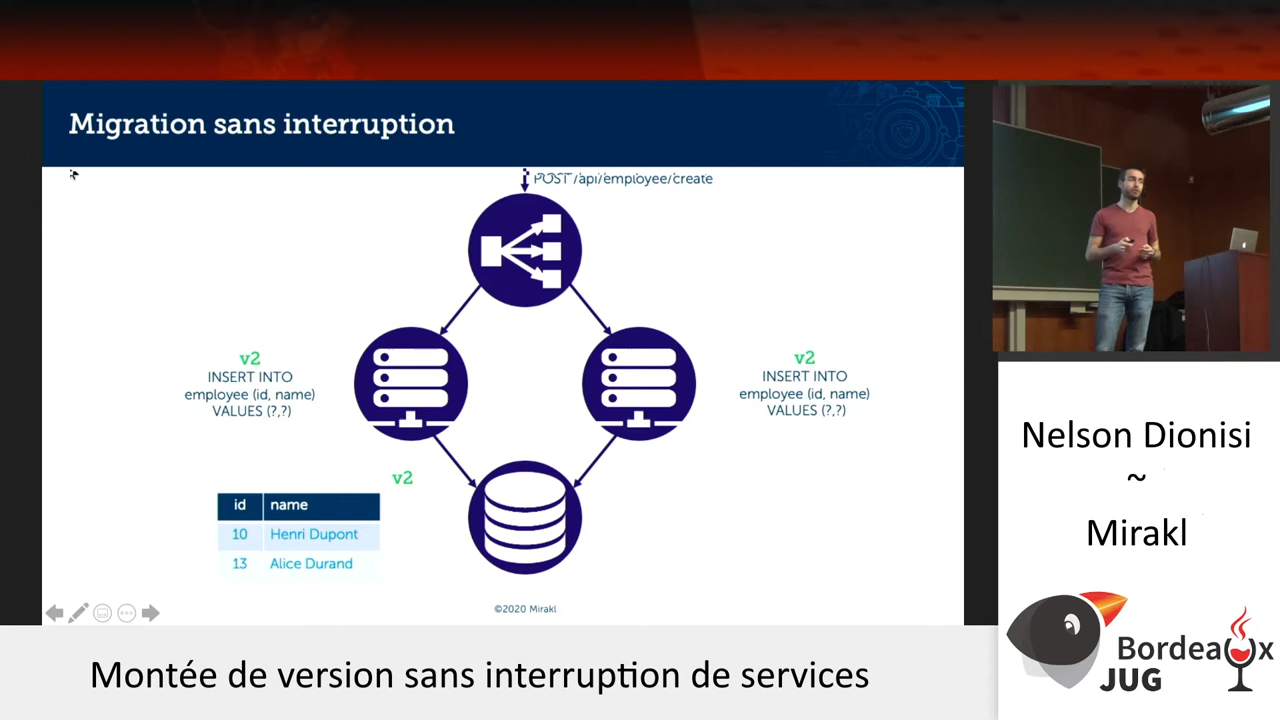 Migration sans interruption
POST /api/employee/create
v2
INSERT INTO
employee (id, name)
VALUES (?,?)
v2
INSERT INTO
employee (id, name)
VALUES (?,?)
v2
id name
10 Henri Dupont
13 Alice Durand
©2020 Mirakl
Nelson Dionisi
~
Mirakl
Bordeaux
JUG
Montée de version sans interruption de services